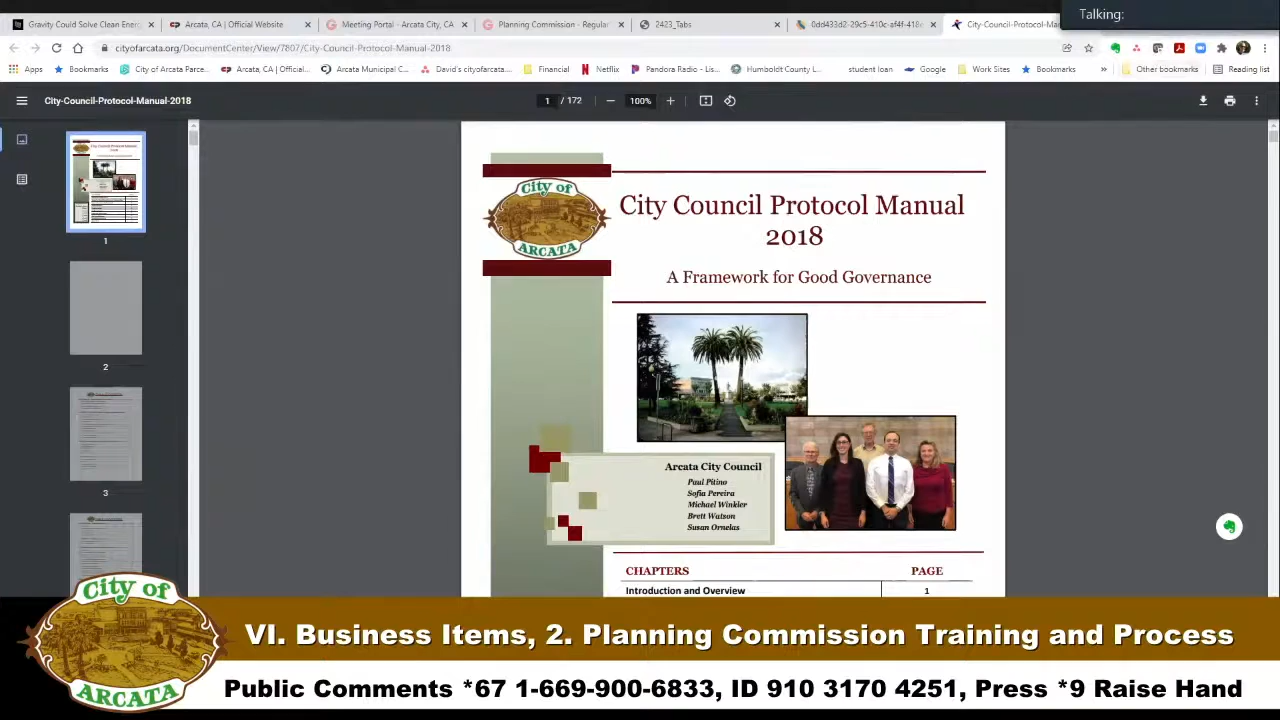 Talking:
Gravity Could Solve Clean Energ
Arcata, CA | Official Website
Meeting Portal - Arcata City, CA
Planning Commission - Regular
2423_Tabs
0dd433d2-29c5-410c-af4f-418e
City-Council-Protocol-Man
cityofarcata.org/DocumentCenter/View/7807/City-Council-Protocol-Manual-2018
Apps
Bookmarks
City of Arcata Parce...
Arcata, CA | Official...
Arcata Municipal C...
David's cityofarcata....
Financial
Netflix
Pandora Radio - Lis...
Humboldt County L...
student loan
Google
Work Sites
Bookmarks
»
Other bookmarks
Reading list
City-Council-Protocol-Manual-2018
1 / 172
100%
1
2
3
City of
ARCATA
City Council Protocol Manual
2018
A Framework for Good Governance
Arcata City Council
Paul Pitino
Sofia Pereira
Michael Winkler
Brett Watson
Susan Ornelas
CHAPTERS PAGE
Introduction and Overview 1
City of
ARCATA
VI. Business Items, 2. Planning Commission Training and Process
Public Comments *67 1-669-900-6833, ID 910 3170 4251, Press *9 Raise Hand